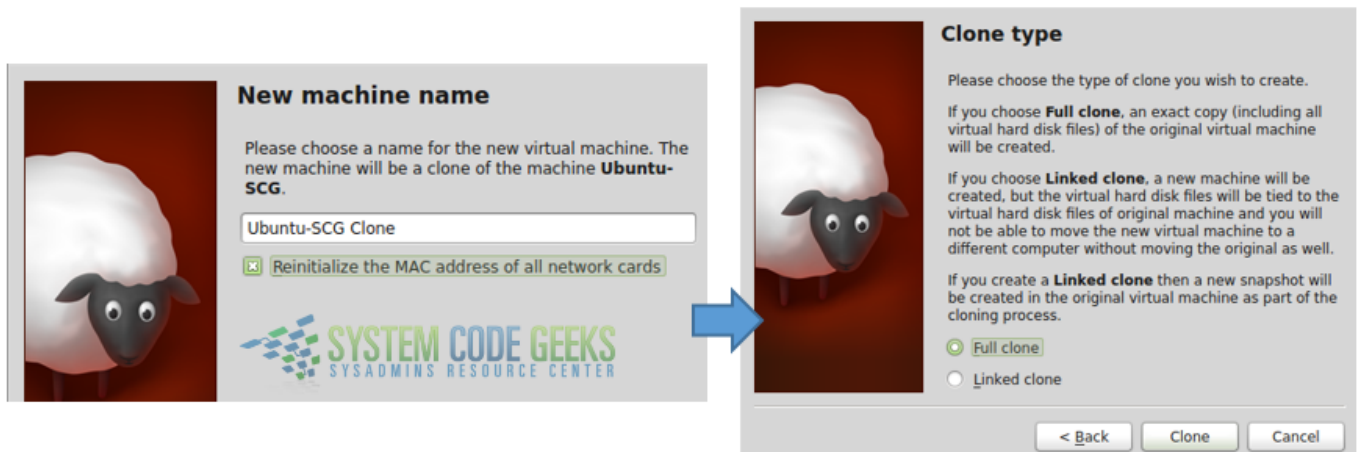 New machine name
Please choose a name for the new virtual machine. The
new machine will be a clone of the machine Ubuntu-
SCG.
Ubuntu-SCG Clone
Reinitialize the MAC address of all network cards
SYSTEM CODE GEEKS
SYSADMINS RESOURCE CENTER
Clone type
Please choose the type of clone you wish to create.
If you choose Full clone, an exact copy (including all
virtual hard disk files) of the original virtual machine
will be created.
If you choose Linked clone, a new machine will be
created, but the virtual hard disk files will be tied to the
virtual hard disk files of original machine and you will
not be able to move the new virtual machine to a
different computer without moving the original as well.
If you create a Linked clone then a new snapshot will
be created in the original virtual machine as part of the
cloning process.
Full clone
Linked clone
< Back
Clone
Cancel